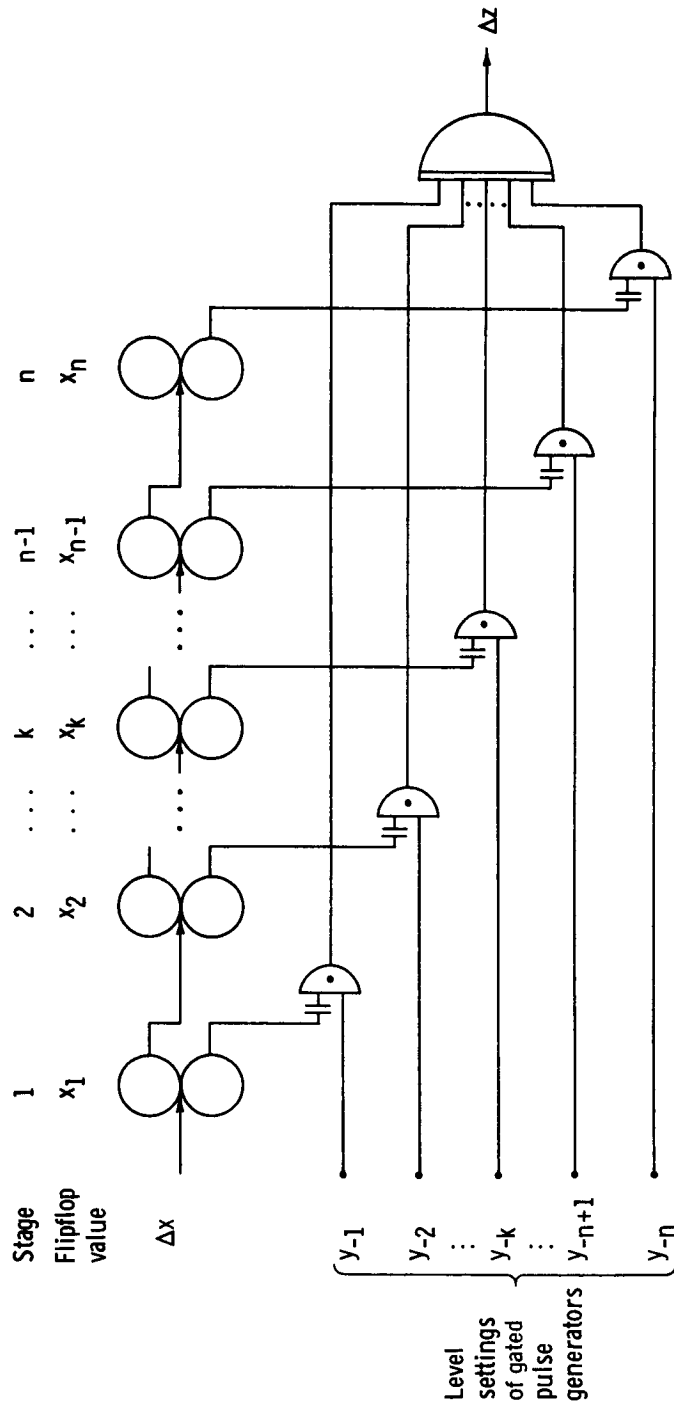 Stage 1 2 ... k ... n-1 n
Flipflop value x₁ x₂ ... xₖ ... xₙ₋₁ xₙ
Δx
Δz
y₋₁
y₋₂
⋮
y₋ₖ
⋮
y₋ₙ₊₁
y₋ₙ
Level
settings
of gated
pulse
generators